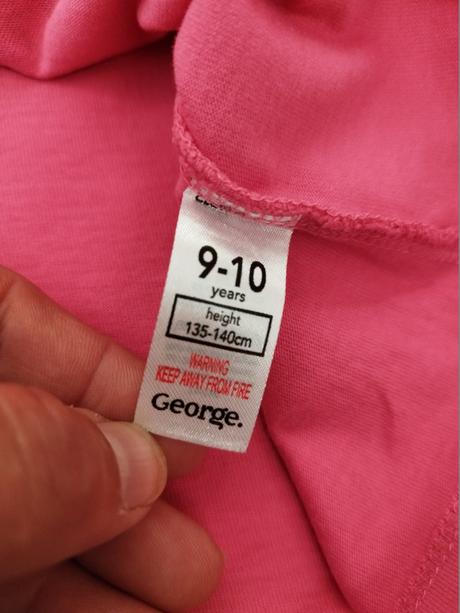 9-10
years
height
135-140cm
WARNING
KEEP AWAY FROM FIRE
George.